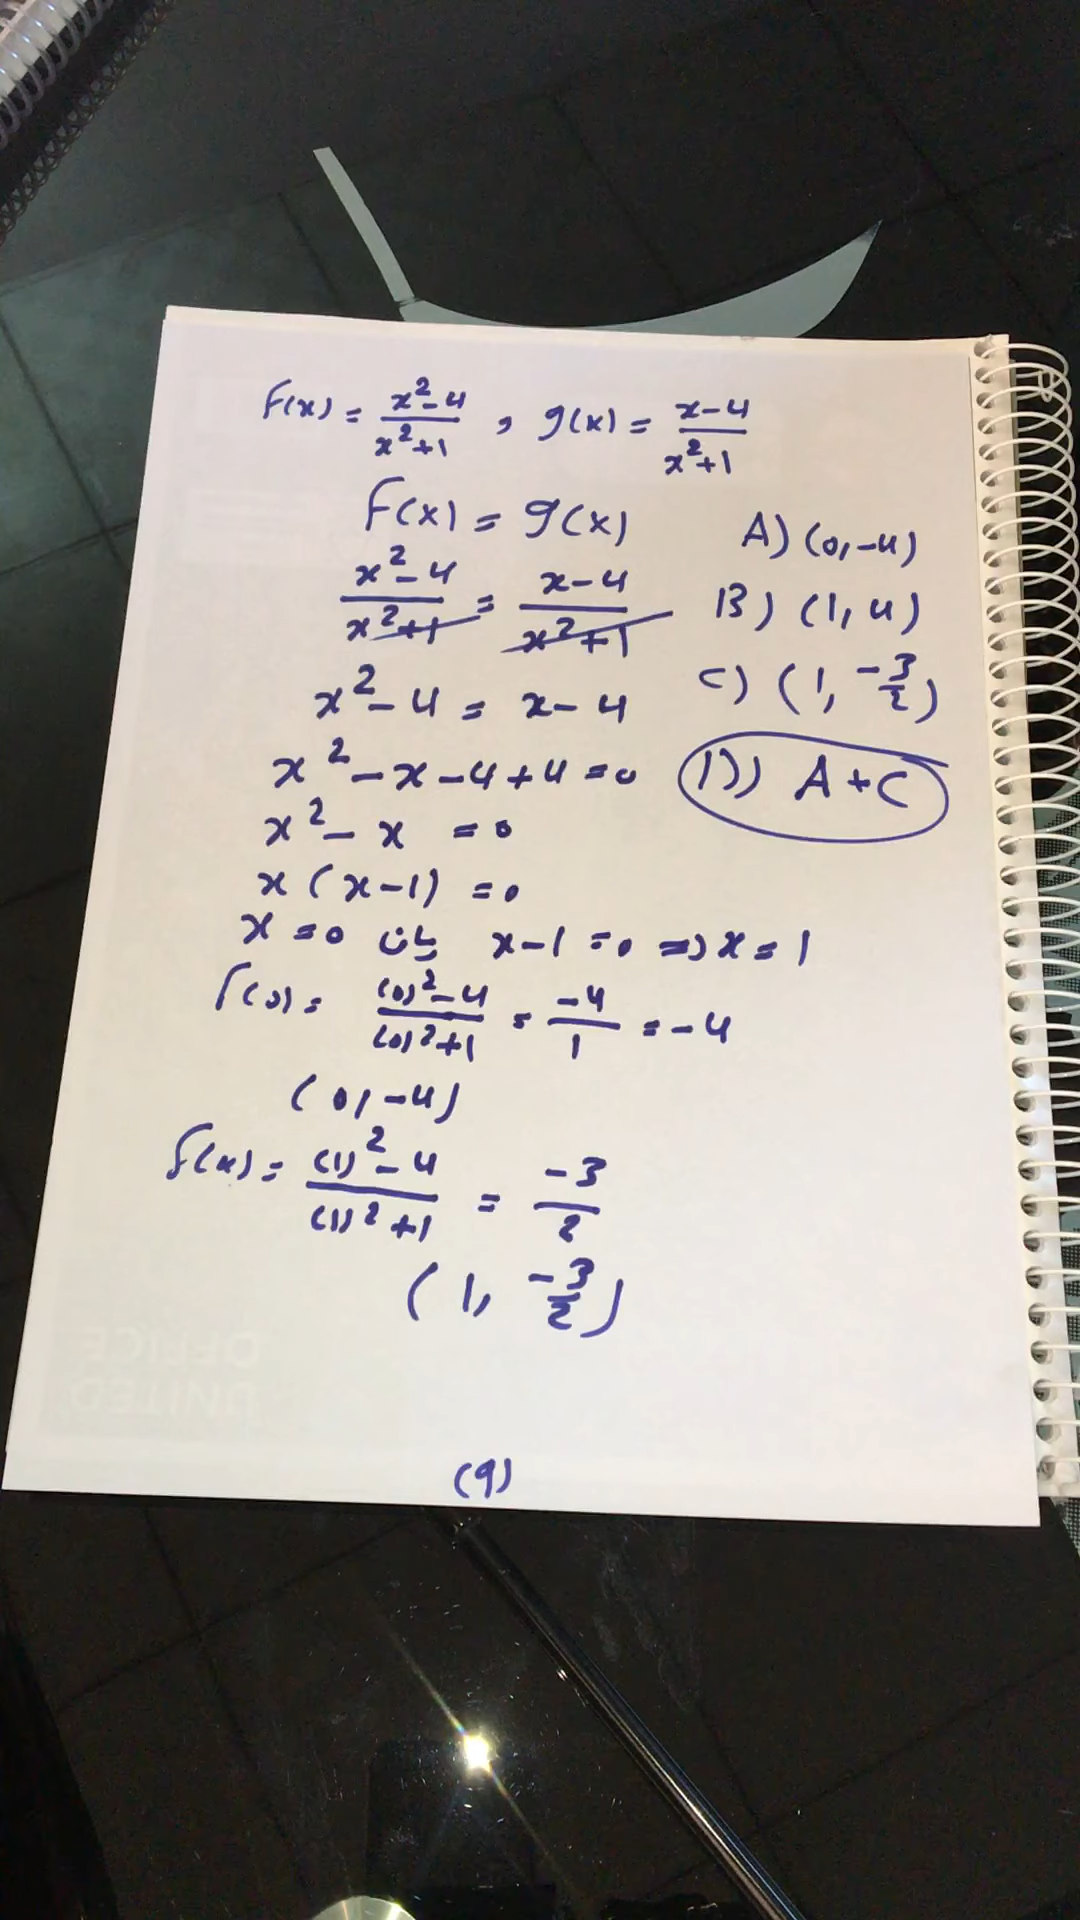 F(x) = x²-4 / x²+1 , g(x) = x-4 / x²+1
F(x) = g(x)
x²-4 / x²+1 = x-4 / x²+1
x²-4 = x-4
x²-x-4+4=0
x²-x =0
x(x-1) =0
x=0 یان x-1=0 => x=1
F(0) = (0)²-4 / (0)²+1 = -4 / 1 = -4
(0,-4)
f(x) = (1)²-4 / (1)²+1 = -3 / 2
(1, -3/2)
A) (0,-4)
B) (1,4)
C) (1, -3/2)
D) A+C
(9)
OFFICE
UNITED